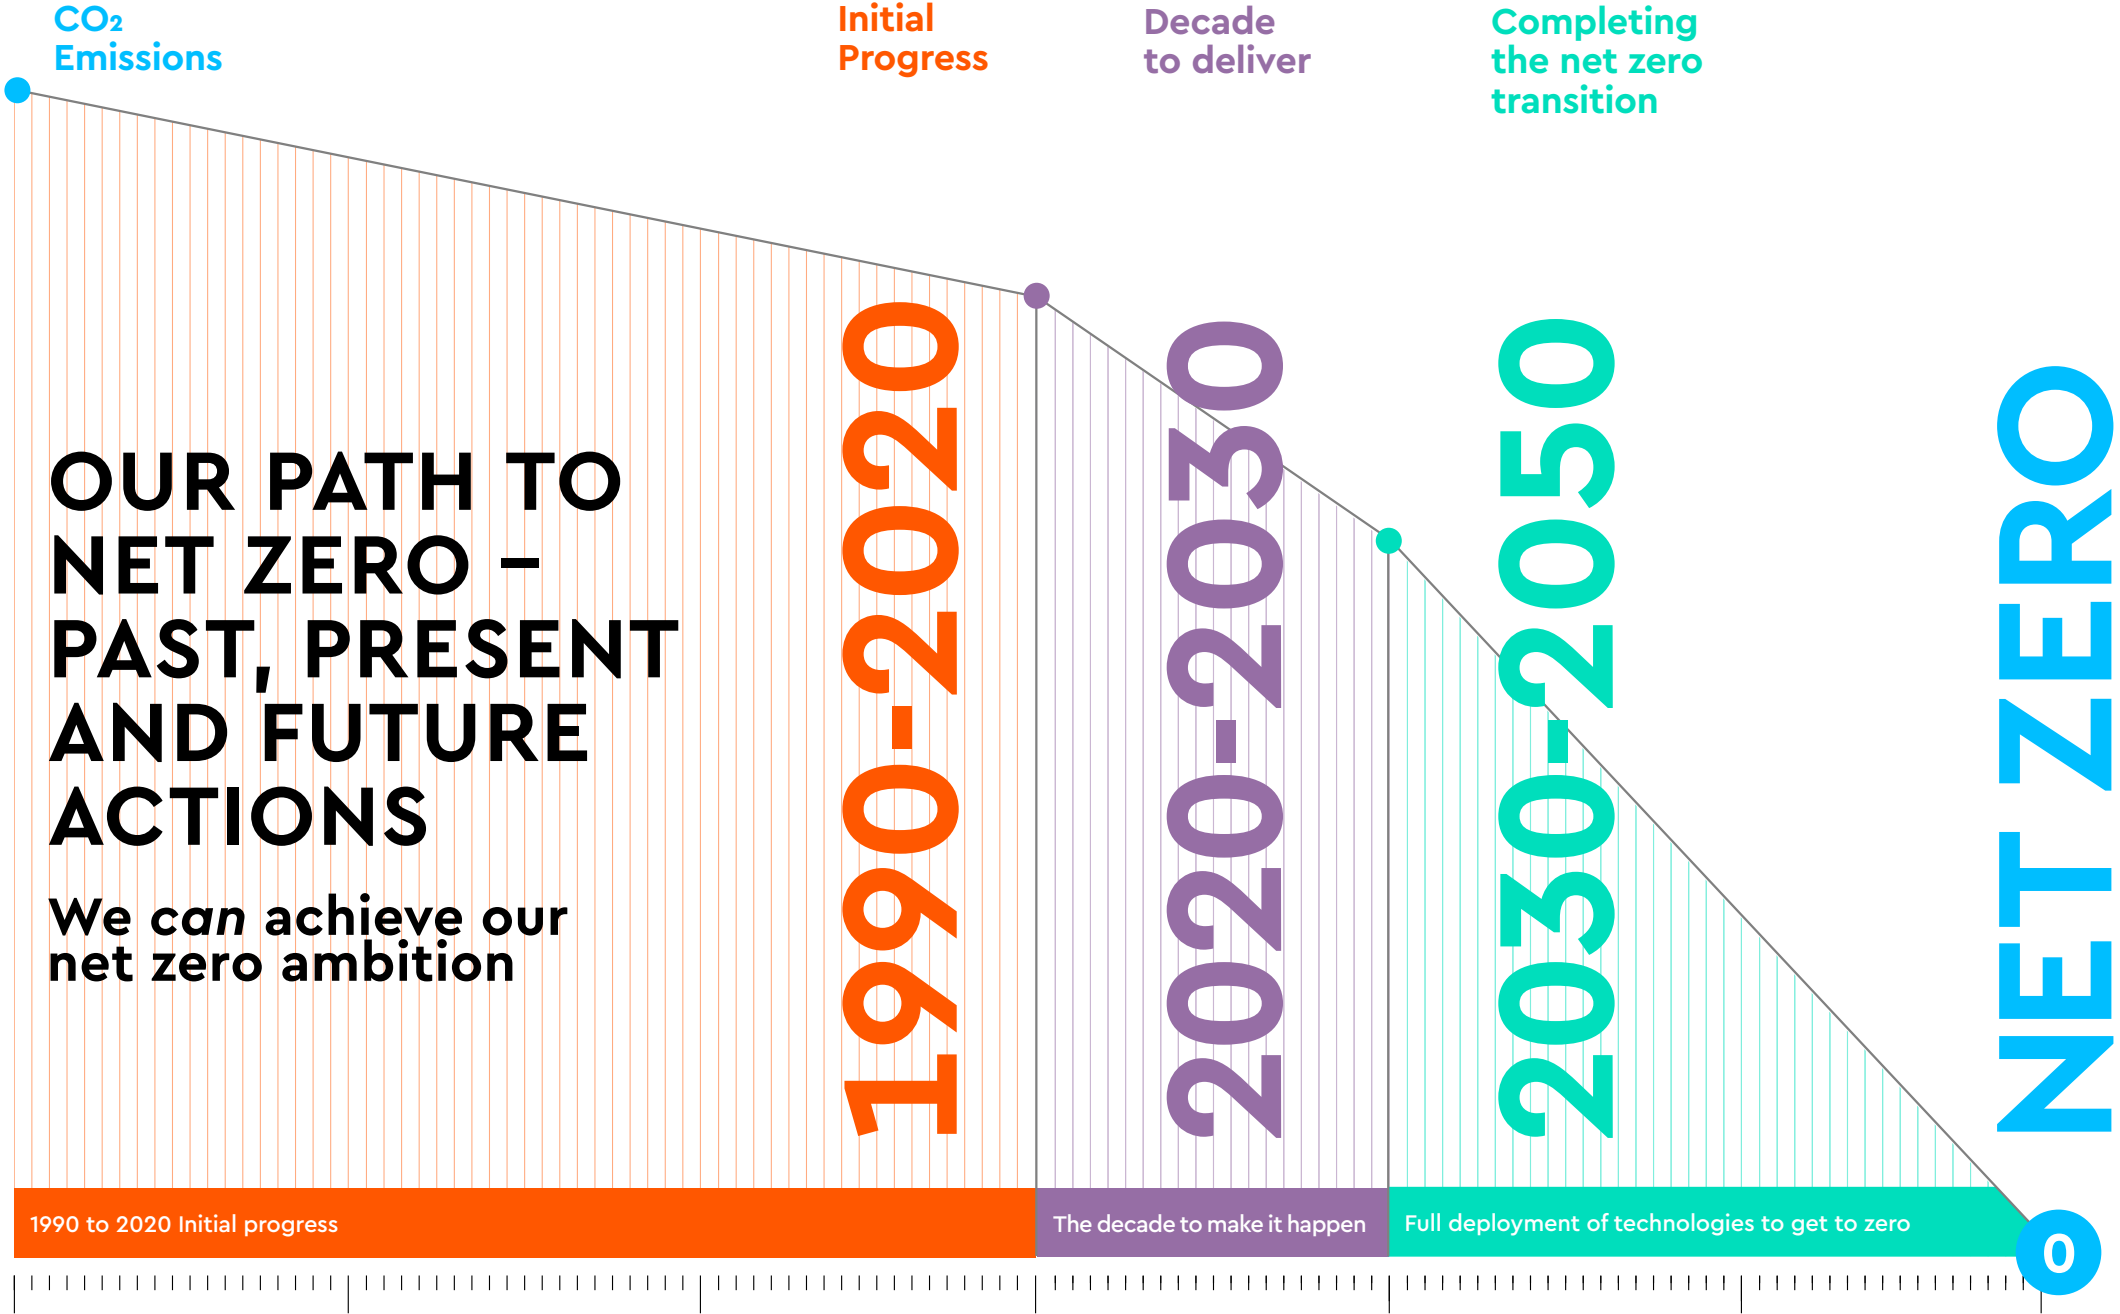 CO₂
Emissions
Initial
Progress
Decade
to deliver
Completing
the net zero
transition
OUR PATH TO
NET ZERO –
PAST, PRESENT
AND FUTURE
ACTIONS
We can achieve our
net zero ambition
1990-2020
2020-2030
2030-2050
NET ZERO
1990 to 2020 Initial progress
The decade to make it happen
Full deployment of technologies to get to zero
0